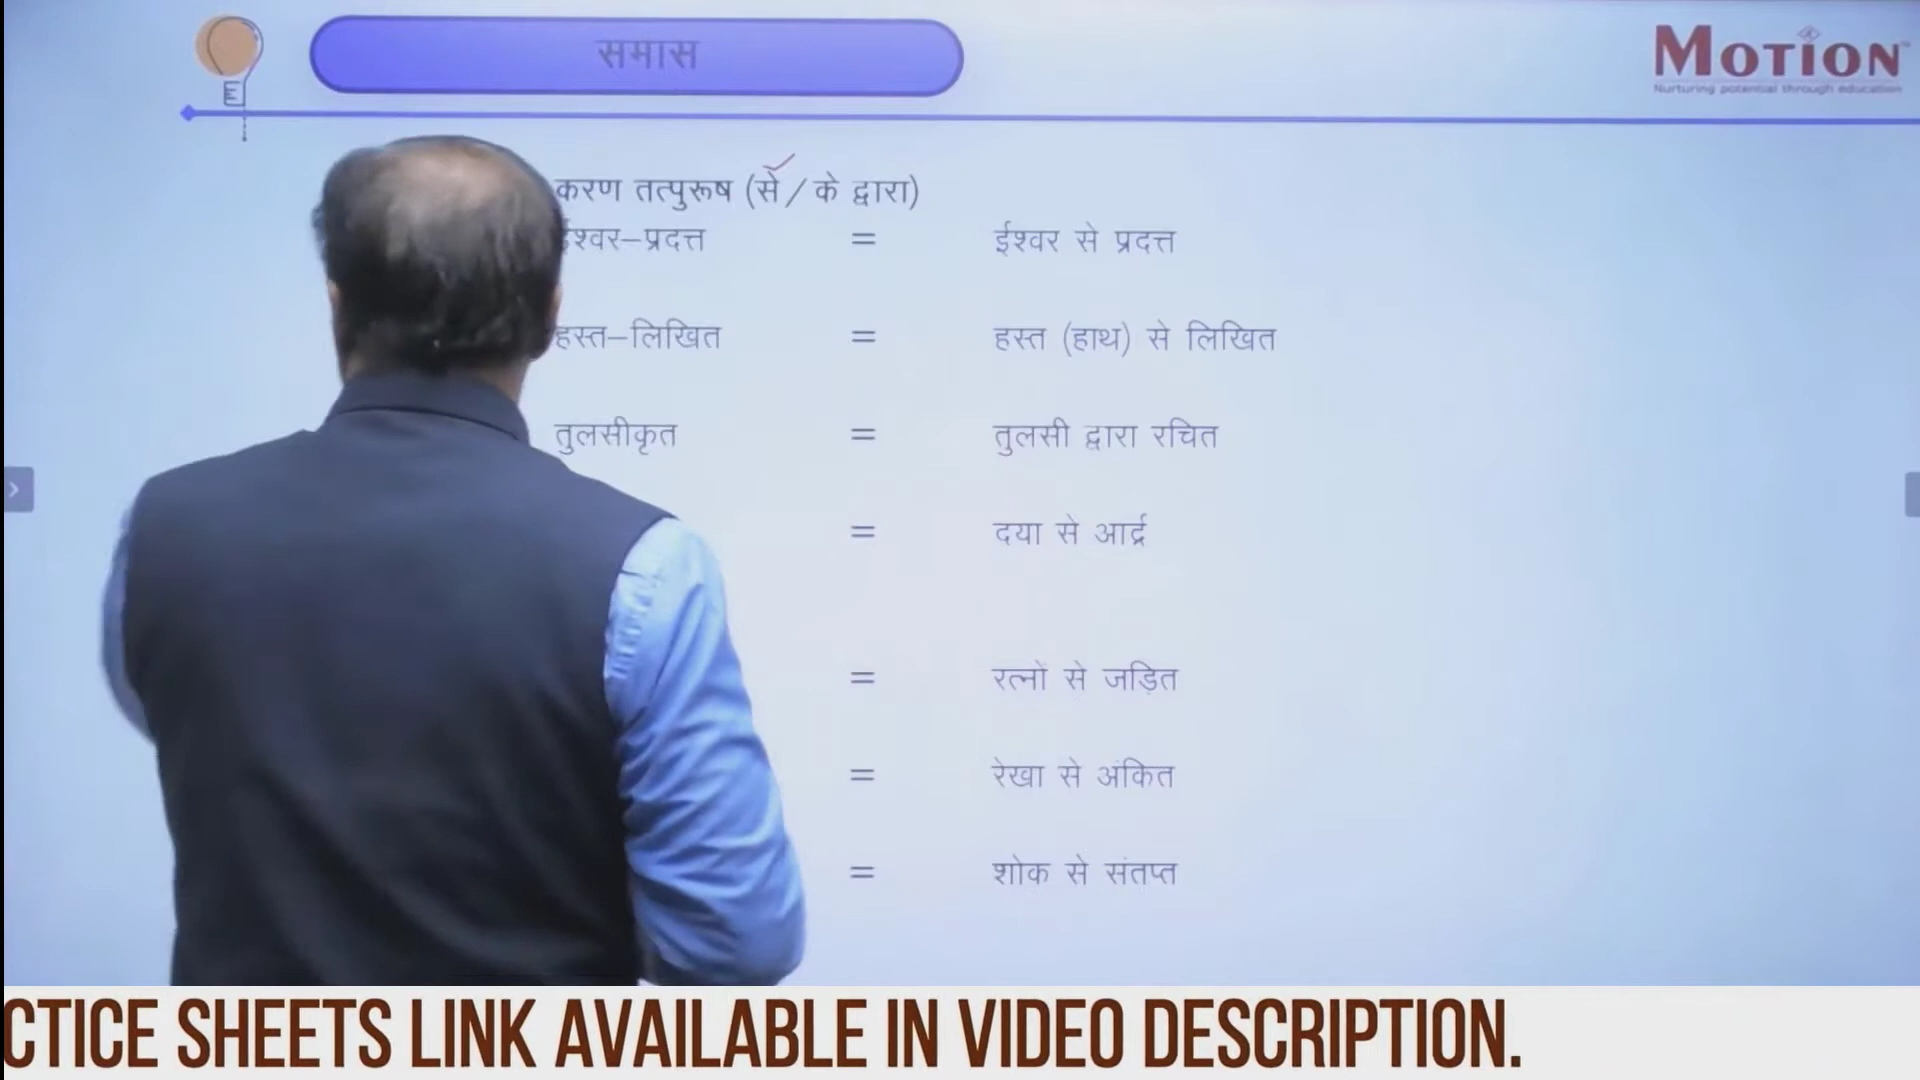 समास
MOTION
Nurturing potential through education
करण तत्पुरूष (से / के द्वारा)
ईश्वर–प्रदत्त = ईश्वर से प्रदत्त
हस्त–लिखित = हस्त (हाथ) से लिखित
तुलसीकृत = तुलसी द्वारा रचित
= दया से आर्द्र
= रत्नों से जड़ित
= रेखा से अंकित
= शोक से संतप्त
CTICE SHEETS LINK AVAILABLE IN VIDEO DESCRIPTION.